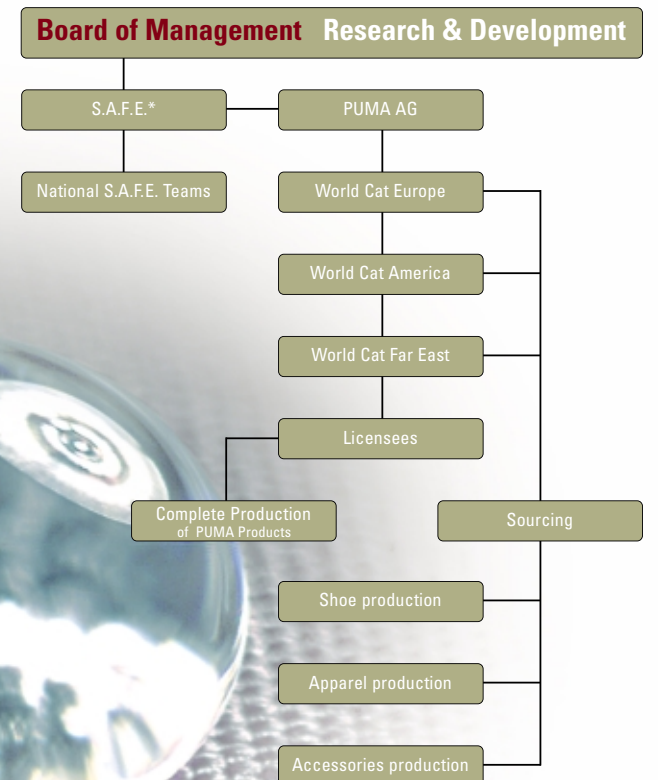 Board of Management Research & Development
S.A.F.E.*
PUMA AG
National S.A.F.E. Teams
World Cat Europe
World Cat America
World Cat Far East
Licensees
Complete Production
of PUMA Products
Sourcing
Shoe production
Apparel production
Accessories production